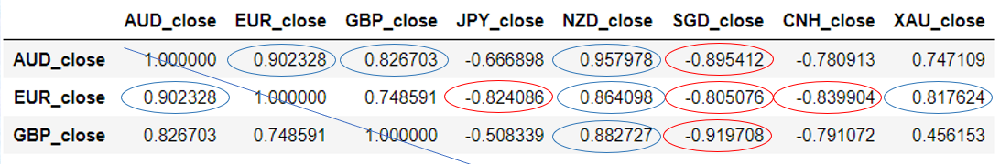 AUD_close EUR_close GBP_close JPY_close NZD_close SGD_close CNH_close XAU_close
AUD_close 1.000000 0.902328 0.826703 -0.666898 0.957978 -0.895412 -0.780913 0.747109
EUR_close 0.902328 1.000000 0.748591 -0.824086 0.864098 -0.805076 -0.839904 0.817624
GBP_close 0.826703 0.748591 1.000000 -0.508339 0.882727 -0.919708 -0.791072 0.456153